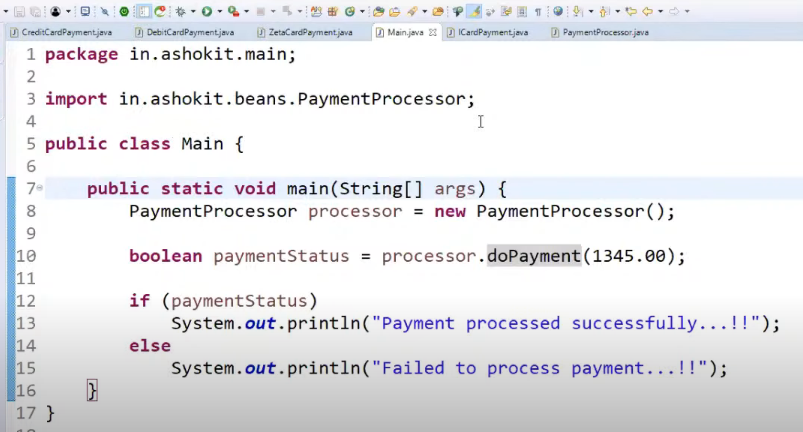 CreditCardPayment.java DebitCardPayment.java ZetaCardPayment.java Main.java ICardPayment.java PaymentProcessor.java
1 package in.ashokit.main;
2
3 import in.ashokit.beans.PaymentProcessor;
4
5 public class Main {
6
7 public static void main(String[] args) {
8 PaymentProcessor processor = new PaymentProcessor();
9
10 boolean paymentStatus = processor.doPayment(1345.00);
11
12 if (paymentStatus)
13 System.out.println("Payment processed successfully...!!");
14 else
15 System.out.println("Failed to process payment...!!");
16 }
17 }